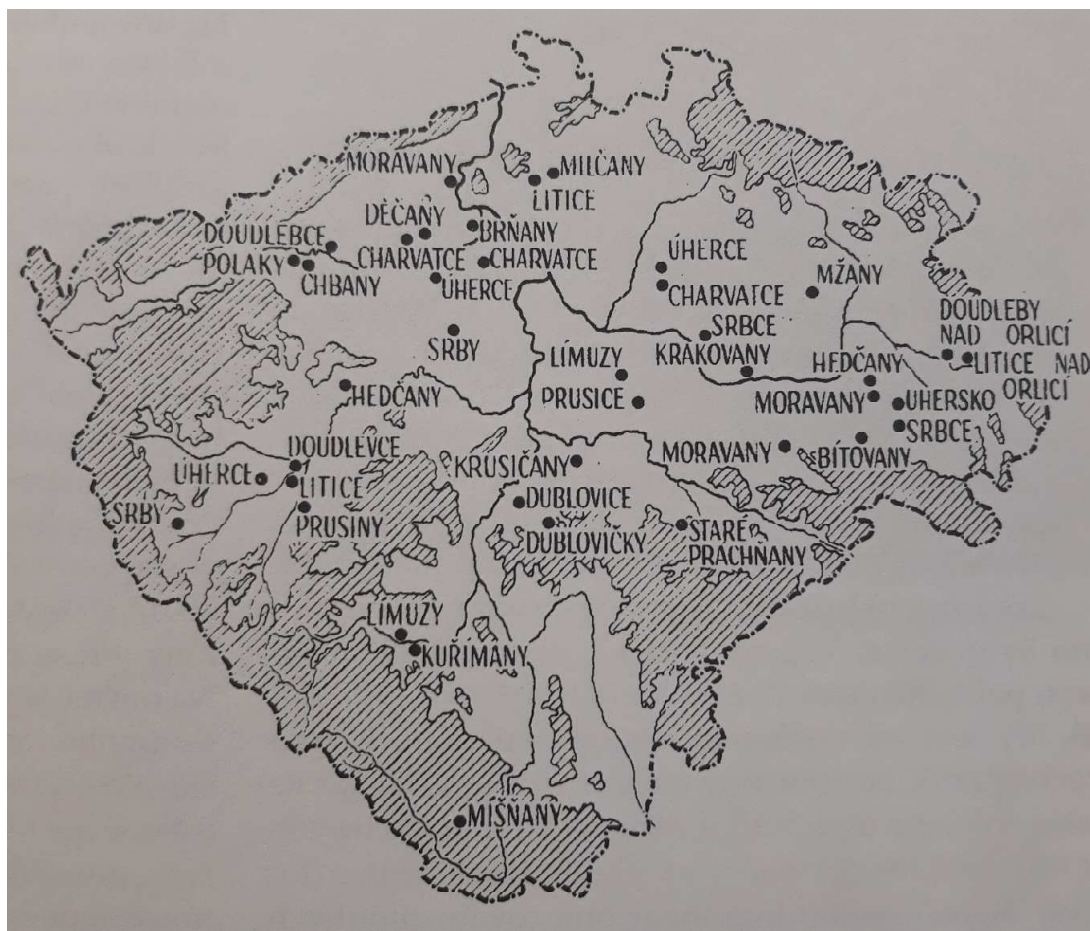 MORAVANY
MILČANY
LITICE
DĚČANY
BRŇANY
DOUDLEBCE
CHARVATCE
CHARVATCE
POLAKY
CHBANY
ÚHERCE
ÚHERCE
CHARVATCE
MŽANY
DOUDLEBY
NAD ORLICÍ
SRBY
SRBCE
LÍMUZY
KRAKOVANY
HEDČANY
LITICE NAD
ORLICÍ
HEDČANY
PRUSICE
MORAVANY
UHERSKO
SRBCE
DOUDLEVCE
MORAVANY
BÍTOVANY
KRUSIČANY
ÚHERCE
LITICE
DUBLOVICE
SRBY
PRUSINY
DUBLOVIČKY
STARÉ
PRACHŇANY
LÍMUZY
KUŘIMANY
MIŠŇANY